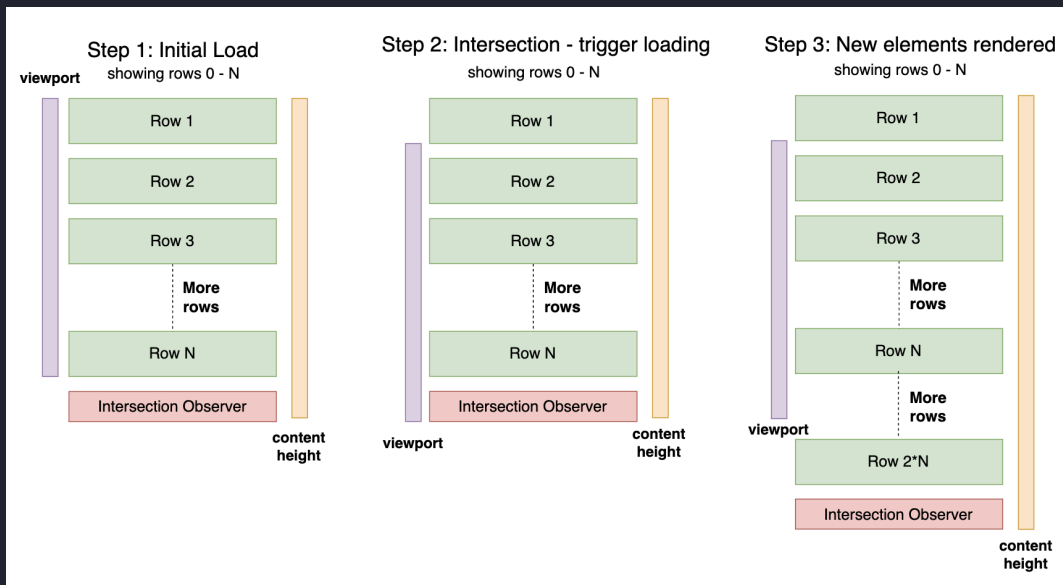 Step 1: Initial Load
showing rows 0 - N
viewport
Row 1
Row 2
Row 3
More
rows
Row N
Intersection Observer
content
height
Step 2: Intersection - trigger loading
showing rows 0 - N
Row 1
Row 2
Row 3
More
rows
Row N
Intersection Observer
viewport
content
height
Step 3: New elements rendered
showing rows 0 - N
Row 1
Row 2
Row 3
More
rows
Row N
More
rows
viewport
Row 2*N
Intersection Observer
content
height